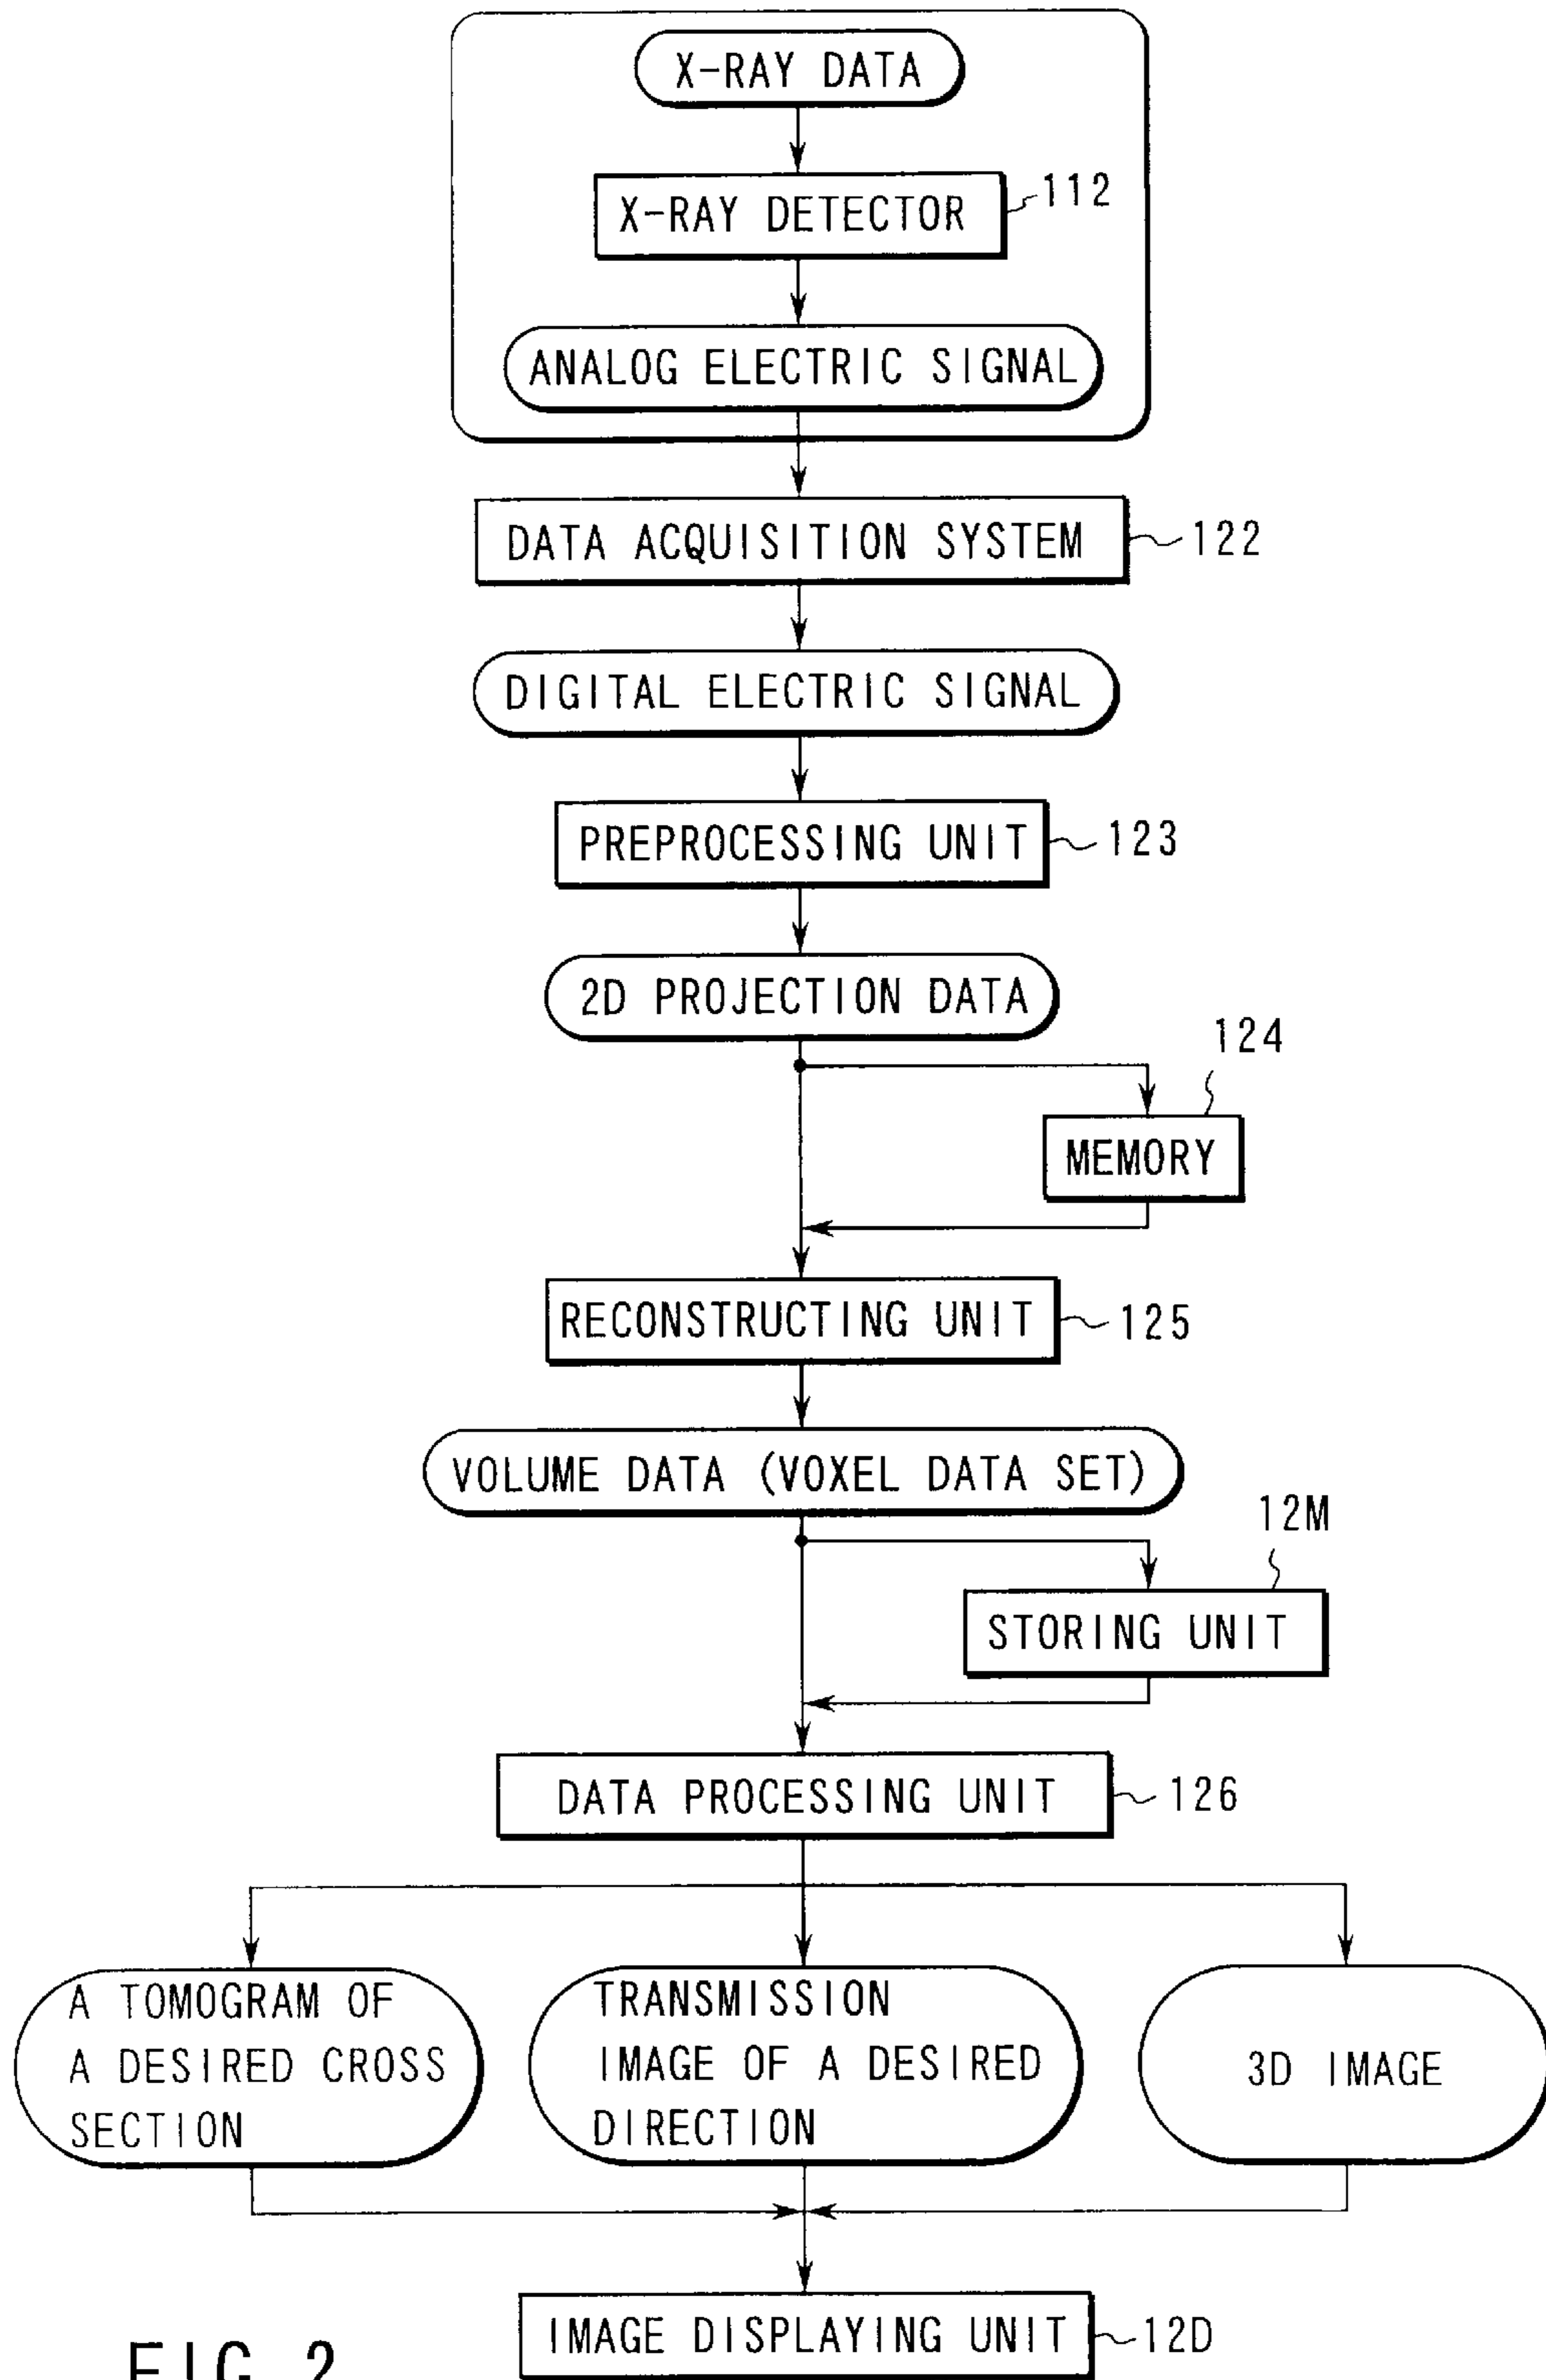 X-RAY DATA
X-RAY DETECTOR
112
ANALOG ELECTRIC SIGNAL
DATA ACQUISITION SYSTEM
122
DIGITAL ELECTRIC SIGNAL
PREPROCESSING UNIT
123
2D PROJECTION DATA
124
MEMORY
RECONSTRUCTING UNIT
125
VOLUME DATA (VOXEL DATA SET)
12M
STORING UNIT
DATA PROCESSING UNIT
126
A TOMOGRAM OF
A DESIRED CROSS
SECTION
TRANSMISSION
IMAGE OF A DESIRED
DIRECTION
3D IMAGE
IMAGE DISPLAYING UNIT
12D
FIG. 2